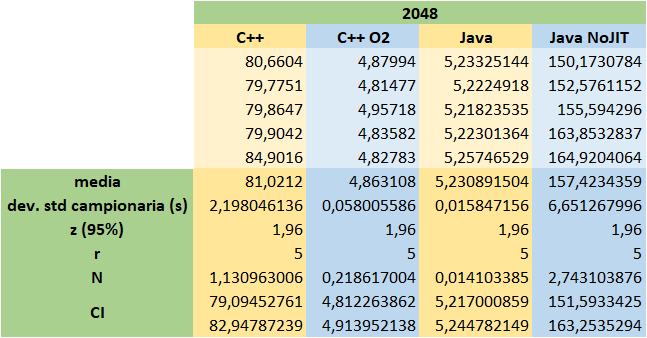 2048
C++ C++ O2 Java Java NoJIT
80,6604 4,87994 5,23325144 150,1730784
79,7751 4,81477 5,2224918 152,5761152
79,8647 4,95718 5,21823535 155,594296
79,9042 4,83582 5,22301364 163,8532837
84,9016 4,82783 5,25746529 164,9204064
media 81,0212 4,863108 5,230891504 157,4234359
dev. std campionaria (s) 2,198046136 0,058005586 0,015847156 6,651267996
z (95%) 1,96 1,96 1,96 1,96
r 5 5 5 5
N 1,130963006 0,218617004 0,014103385 2,743103876
CI 79,09452761 4,812263862 5,217000859 151,5933425
82,94787239 4,913952138 5,244782149 163,2535294